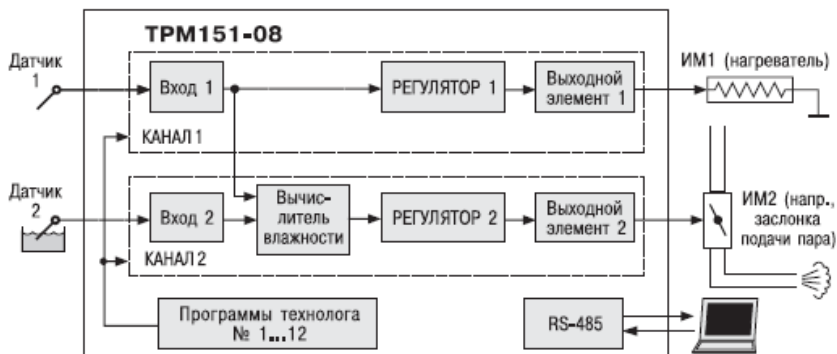 ТРМ151-08
Датчик
1
Вход 1
РЕГУЛЯТОР 1
Выходной
элемент 1
ИМ1 (нагреватель)
КАНАЛ 1
Датчик
2
Вход 2
Вычис-
литель
влажности
РЕГУЛЯТОР 2
Выходной
элемент 2
ИМ2 (напр.,
заслонка
подачи пара)
КАНАЛ 2
Программы технолога
№ 1...12
RS-485